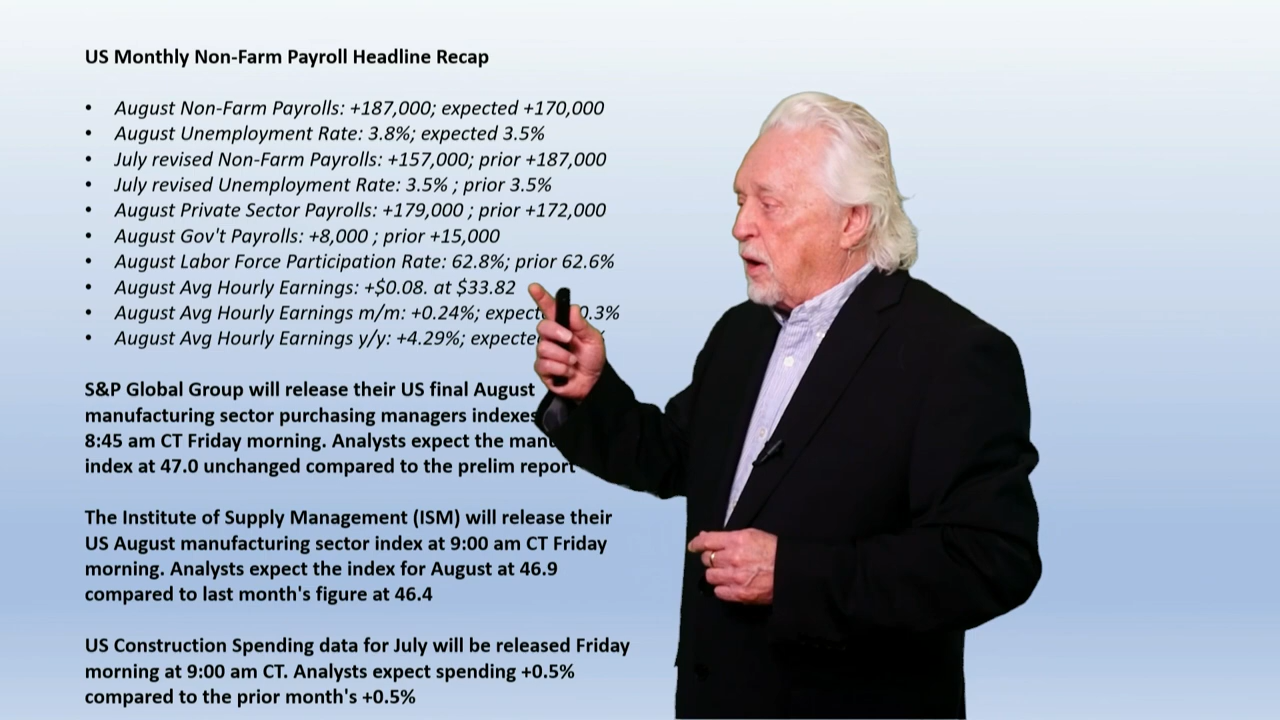 US Monthly Non-Farm Payroll Headline Recap
• August Non-Farm Payrolls: +187,000; expected +170,000
• August Unemployment Rate: 3.8%; expected 3.5%
• July revised Non-Farm Payrolls: +157,000; prior +187,000
• July revised Unemployment Rate: 3.5% ; prior 3.5%
• August Private Sector Payrolls: +179,000 ; prior +172,000
• August Gov't Payrolls: +8,000 ; prior +15,000
• August Labor Force Participation Rate: 62.8%; prior 62.6%
• August Avg Hourly Earnings: +$0.08. at $33.82
• August Avg Hourly Earnings m/m: +0.24%; 0.3%
• August Avg Hourly Earnings y/y: +4.29%;
S&P Global Group will release their US final August
manufacturing sector purchasing managers indexes
8:45 am CT Friday morning. Analysts expect the
index at 47.0 unchanged compared to the prelim report
The Institute of Supply Management (ISM) will release their
US August manufacturing sector index at 9:00 am CT Friday
morning. Analysts expect the index for August at 46.9
compared to last month's figure at 46.4
US Construction Spending data for July will be released Friday
morning at 9:00 am CT. Analysts expect spending +0.5%
compared to the prior month's +0.5%